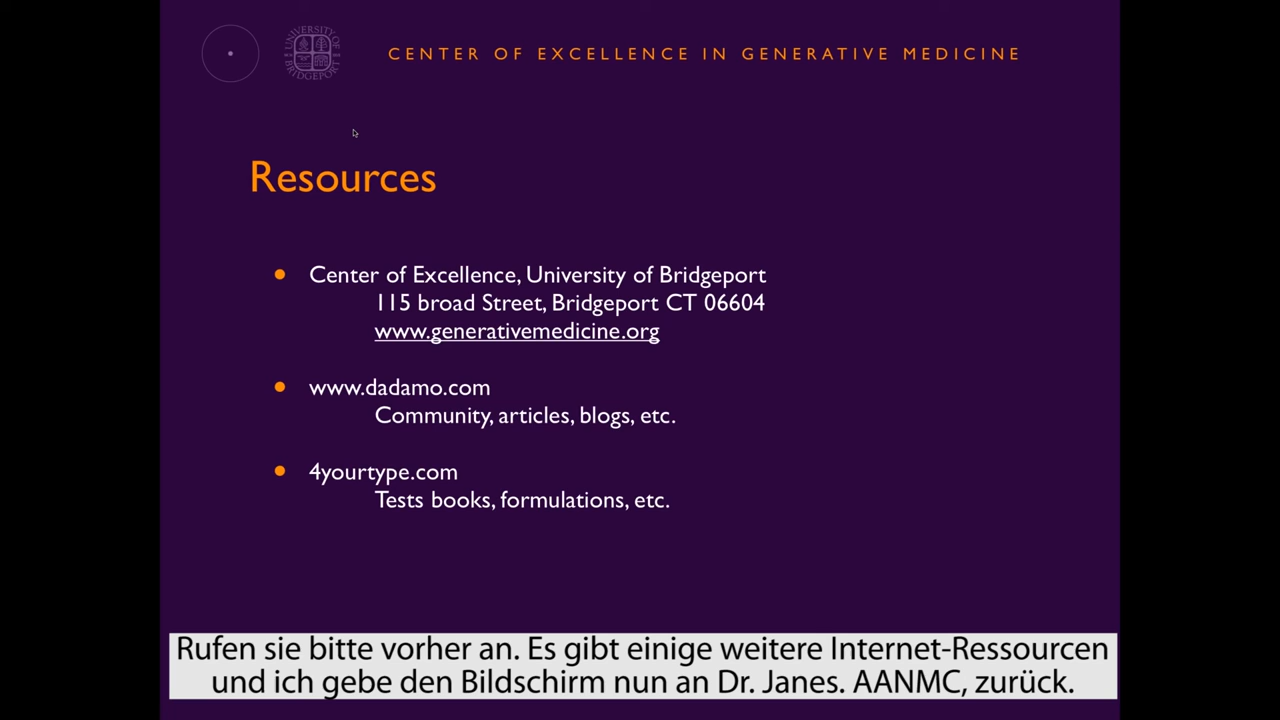 UNIVERSITY OF BRIDGEPORT
CENTER OF EXCELLENCE IN GENERATIVE MEDICINE
Resources
Center of Excellence, University of Bridgeport
115 broad Street, Bridgeport CT 06604
www.generativemedicine.org
www.dadamo.com
Community, articles, blogs, etc.
4yourtype.com
Tests books, formulations, etc.
Rufen sie bitte vorher an. Es gibt einige weitere Internet-Ressourcen
und ich gebe den Bildschirm nun an Dr. Janes. AANMC, zurück.